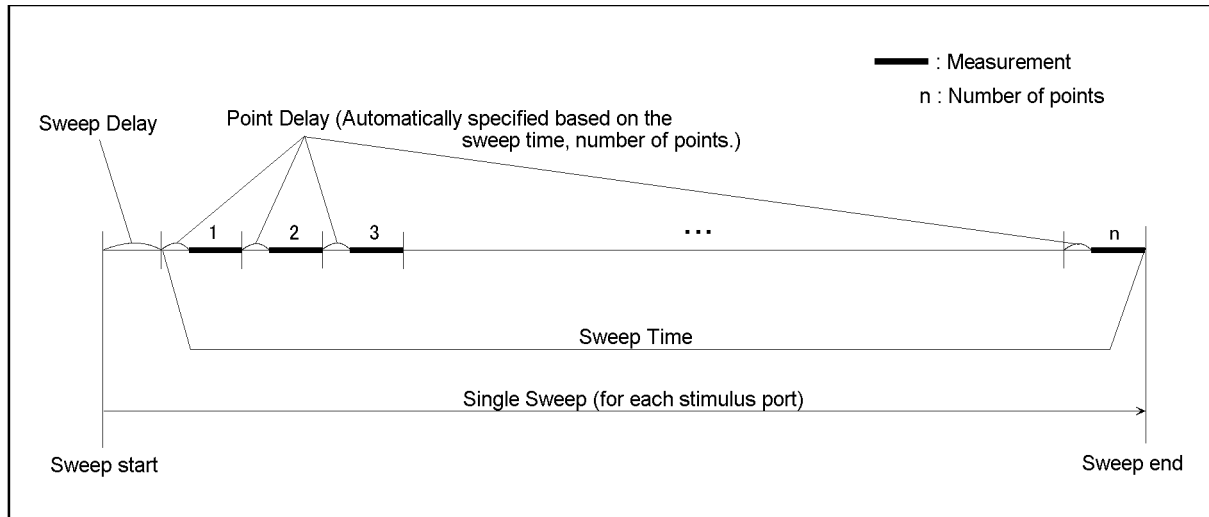 : Measurement
n : Number of points
Sweep Delay
Point Delay (Automatically specified based on the
sweep time, number of points.)
1 2 3 ... n
Sweep Time
Single Sweep (for each stimulus port)
Sweep start
Sweep end